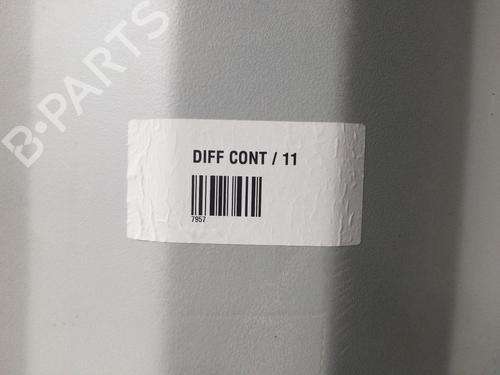 B-PARTS
DIFF CONT / 11
7957